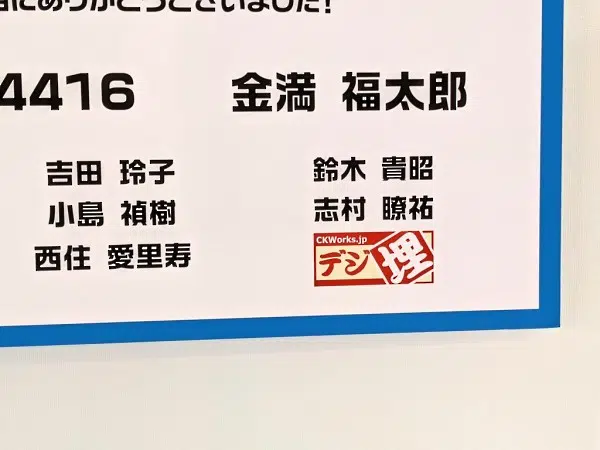 にありがとうございました!
4416 金満 福太郎
吉田 玲子 鈴木 貴昭
小島 禎樹 志村 瞭祐
西住 愛里寿
CKWorks.jp
デジ埋